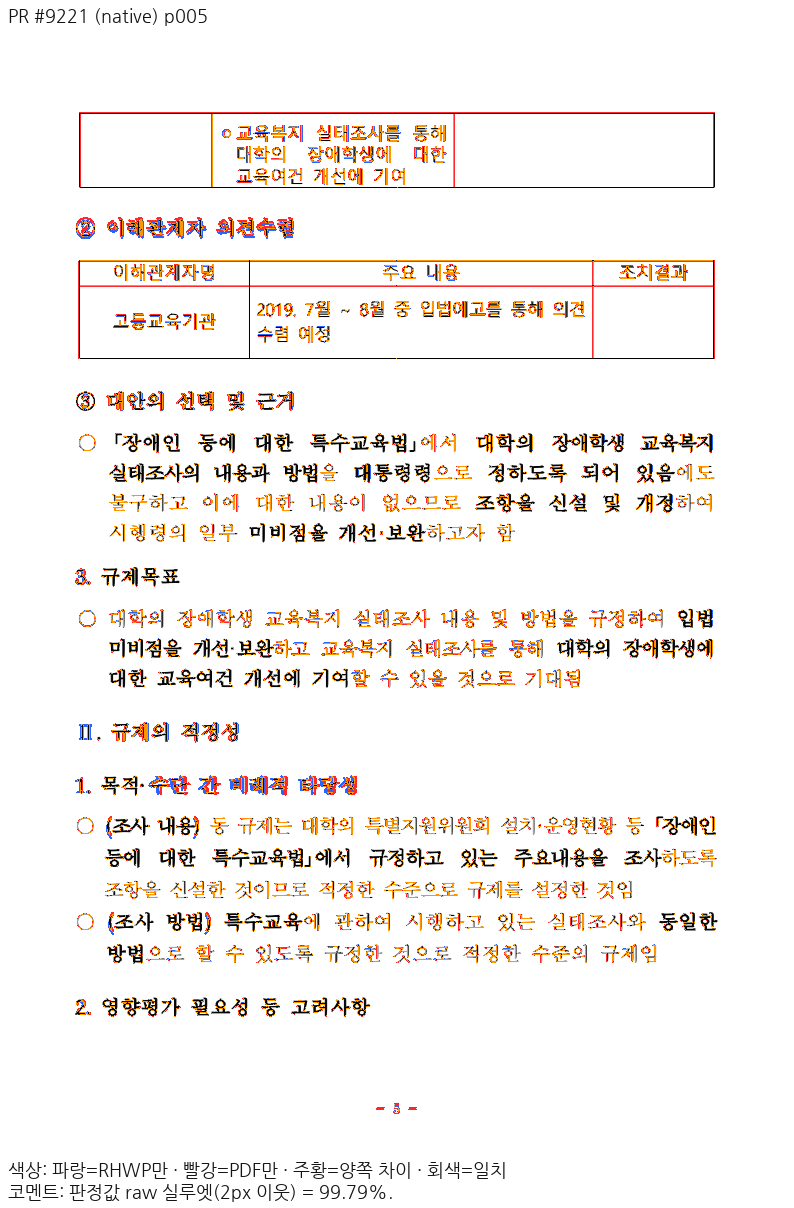 PR #9221 (native) p005
ㅇ교육복지 실태조사를 통해
대학의 장애학생에 대한
교육여건 개선에 기여
② 이해관계자 의견수렴
이해관계자명 주요 내용 조치결과
고등교육기관
2019. 7월 ~ 8월 중 입법예고를 통해 의견
수렴 예정
③ 대안의 선택 및 근거
○ 「장애인 등에 대한 특수교육법」에서 대학의 장애학생 교육복지
실태조사의 내용과 방법을 대통령령으로 정하도록 되어 있음에도
불구하고 이에 대한 내용이 없으므로 조항을 신설 및 개정하여
시행령의 일부 미비점을 개선·보완하고자 함
3. 규제목표
○ 대학의 장애학생 교육복지 실태조사 내용 및 방법을 규정하여 입법
미비점을 개선·보완하고 교육복지 실태조사를 통해 대학의 장애학생에
대한 교육여건 개선에 기여할 수 있을 것으로 기대됨
Ⅱ. 규제의 적정성
1. 목적·수단 간 비례적 타당성
○ (조사 내용) 동 규제는 대학의 특별지원위원회 설치·운영현황 등 「장애인
등에 대한 특수교육법」에서 규정하고 있는 주요내용을 조사하도록
조항을 신설한 것이므로 적정한 수준으로 규제를 설정한 것임
○ (조사 방법) 특수교육에 관하여 시행하고 있는 실태조사와 동일한
방법으로 할 수 있도록 규정한 것으로 적정한 수준의 규제임
2. 영향평가 필요성 등 고려사항
- 5 -
색상: 파랑=RHWP만 · 빨강=PDF만 · 주황=양쪽 차이 · 회색=일치
코멘트: 판정값 raw 실루엣(2px 이웃) = 99.79%.